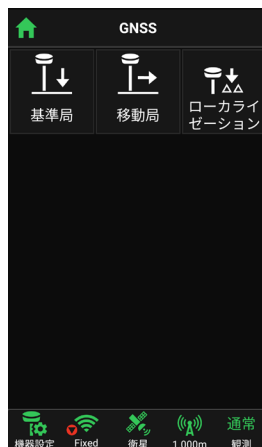 GNSS
基準局
移動局
ローカライ
ゼーション
通常
機器設定
Fixed
衛星
1.000m
観測